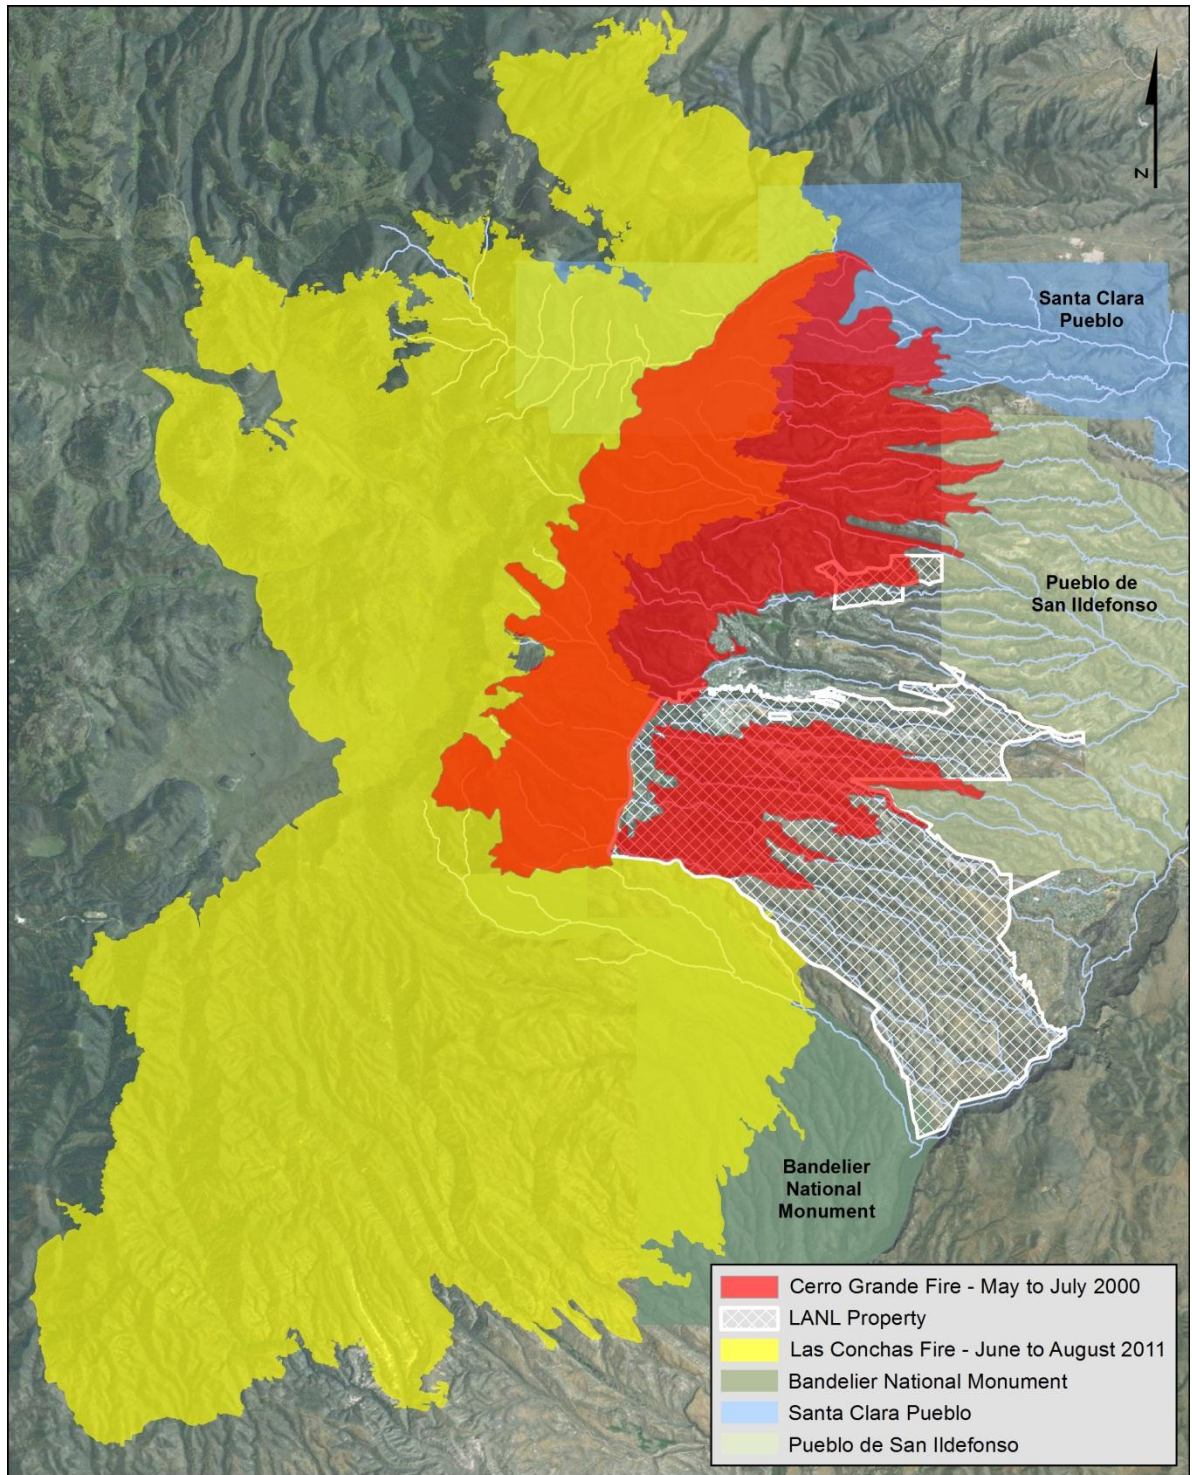 N
Santa Clara
Pueblo
Pueblo de
San Ildefonso
Bandelier
National
Monument
Cerro Grande Fire - May to July 2000
LANL Property
Las Conchas Fire - June to August 2011
Bandelier National Monument
Santa Clara Pueblo
Pueblo de San Ildefonso